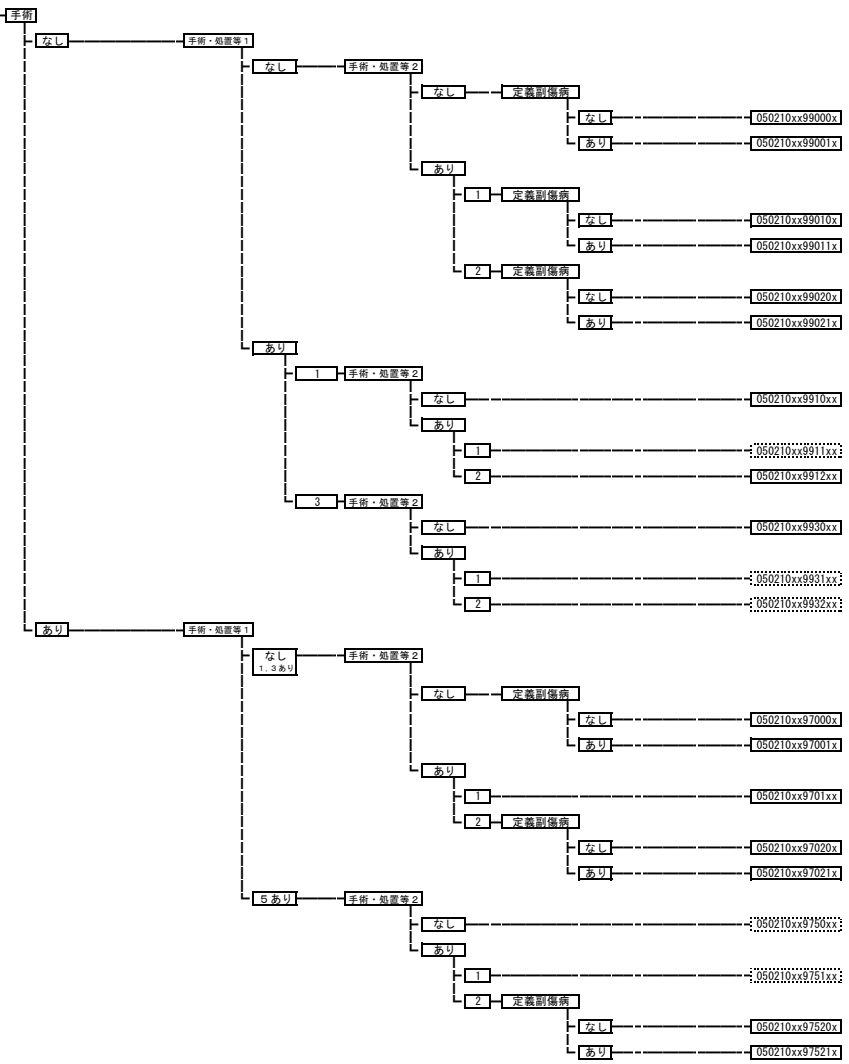 手術
なし 手術・処置等1
なし 手術・処置等2
なし 定義副傷病
なし 050210xx99000x
あり 050210xx99001x
あり
1 定義副傷病
なし 050210xx99010x
あり 050210xx99011x
2 定義副傷病
なし 050210xx99020x
あり 050210xx99021x
あり
1 手術・処置等2
なし 050210xx9910xx
あり
1 050210xx9911xx
2 050210xx9912xx
3 手術・処置等2
なし 050210xx9930xx
あり
1 050210xx9931xx
2 050210xx9932xx
あり 手術・処置等1
なし 手術・処置等2
1,3あり
なし 定義副傷病
なし 050210xx97000x
あり 050210xx97001x
あり
1 050210xx9701xx
2 定義副傷病
なし 050210xx97020x
あり 050210xx97021x
5あり 手術・処置等2
なし 050210xx9750xx
あり
1 050210xx9751xx
2 定義副傷病
なし 050210xx97520x
あり 050210xx97521x